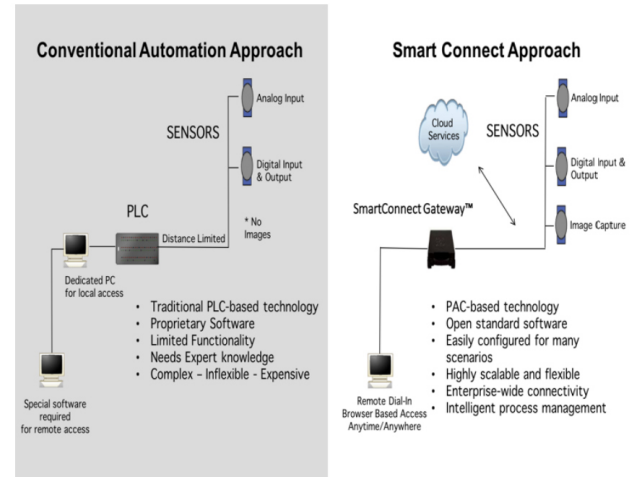 Conventional Automation Approach
Analog Input
SENSORS
Digital Input
& Output
PLC
* No
Images
Distance Limited
Dedicated PC
for local access
• Traditional PLC-based technology
• Proprietary Software
• Limited Functionality
• Needs Expert knowledge
• Complex – Inflexible - Expensive
Special software
required
for remote access
Smart Connect Approach
Analog Input
Cloud
Services
SENSORS
Digital Input &
Output
SmartConnect Gateway™
Image Capture
• PAC-based technology
• Open standard software
• Easily configured for many
scenarios
• Highly scalable and flexible
• Enterprise-wide connectivity
• Intelligent process management
Remote Dial-In
Browser Based Access
Anytime/Anywhere